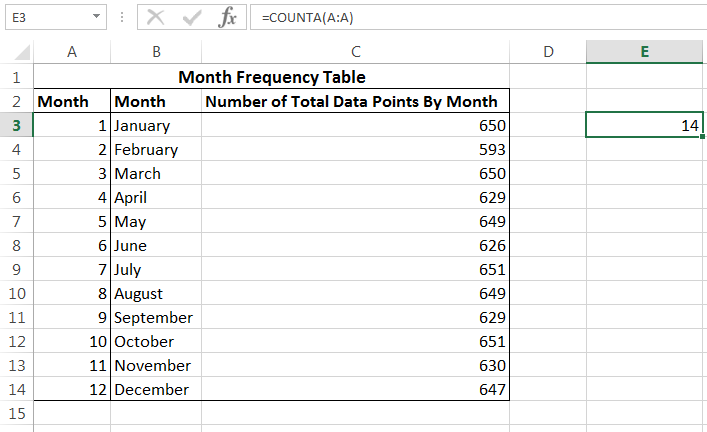 E3 fx =COUNTA(A:A)
A B C D E
1 Month Frequency Table
2 Month Month Number of Total Data Points By Month
3 1 January 650 14
4 2 February 593
5 3 March 650
6 4 April 629
7 5 May 649
8 6 June 626
9 7 July 651
10 8 August 649
11 9 September 629
12 10 October 651
13 11 November 630
14 12 December 647
15